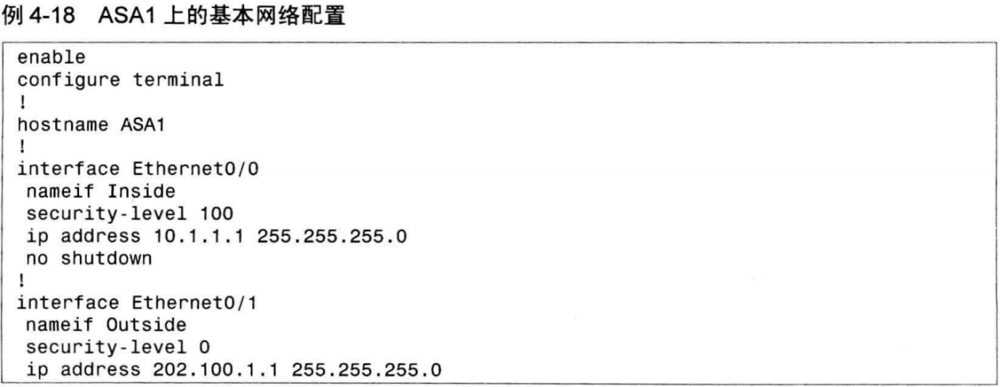 例 4-18 ASA1 上的基本网络配置
enable
configure terminal
!
hostname ASA1
!
interface Ethernet0/0
 nameif Inside
 security-level 100
 ip address 10.1.1.1 255.255.255.0
 no shutdown
!
interface Ethernet0/1
 nameif Outside
 security-level 0
 ip address 202.100.1.1 255.255.255.0